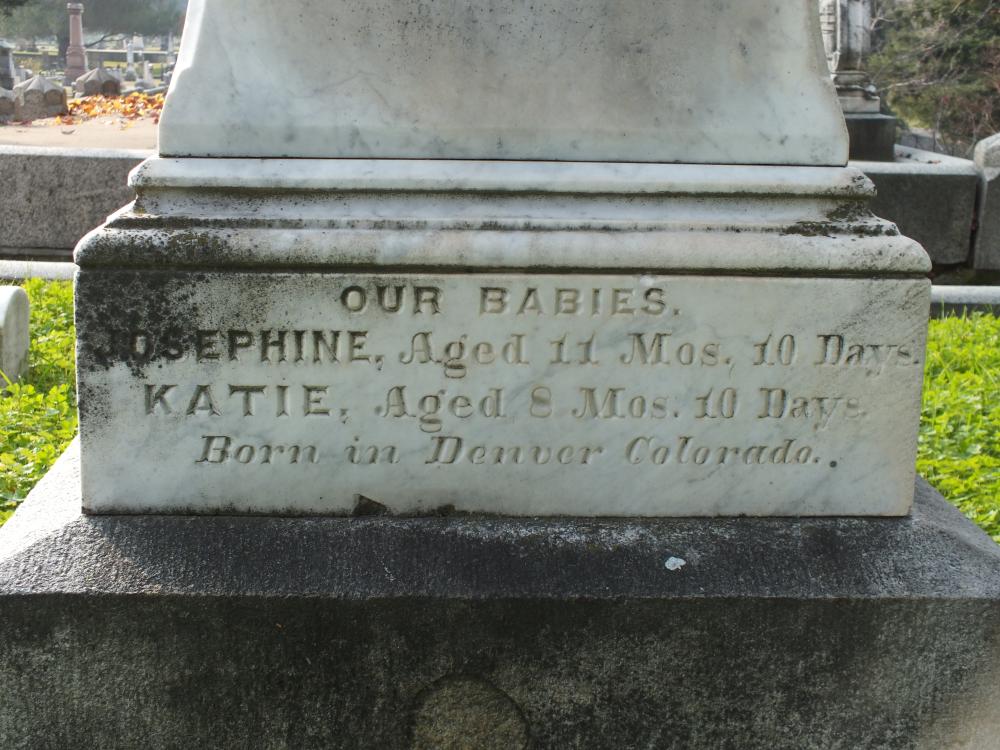 OUR BABIES.
JOSEPHINE, Aged 11 Mos. 10 Days.
KATIE, Aged 8 Mos. 10 Days.
Born in Denver Colorado.